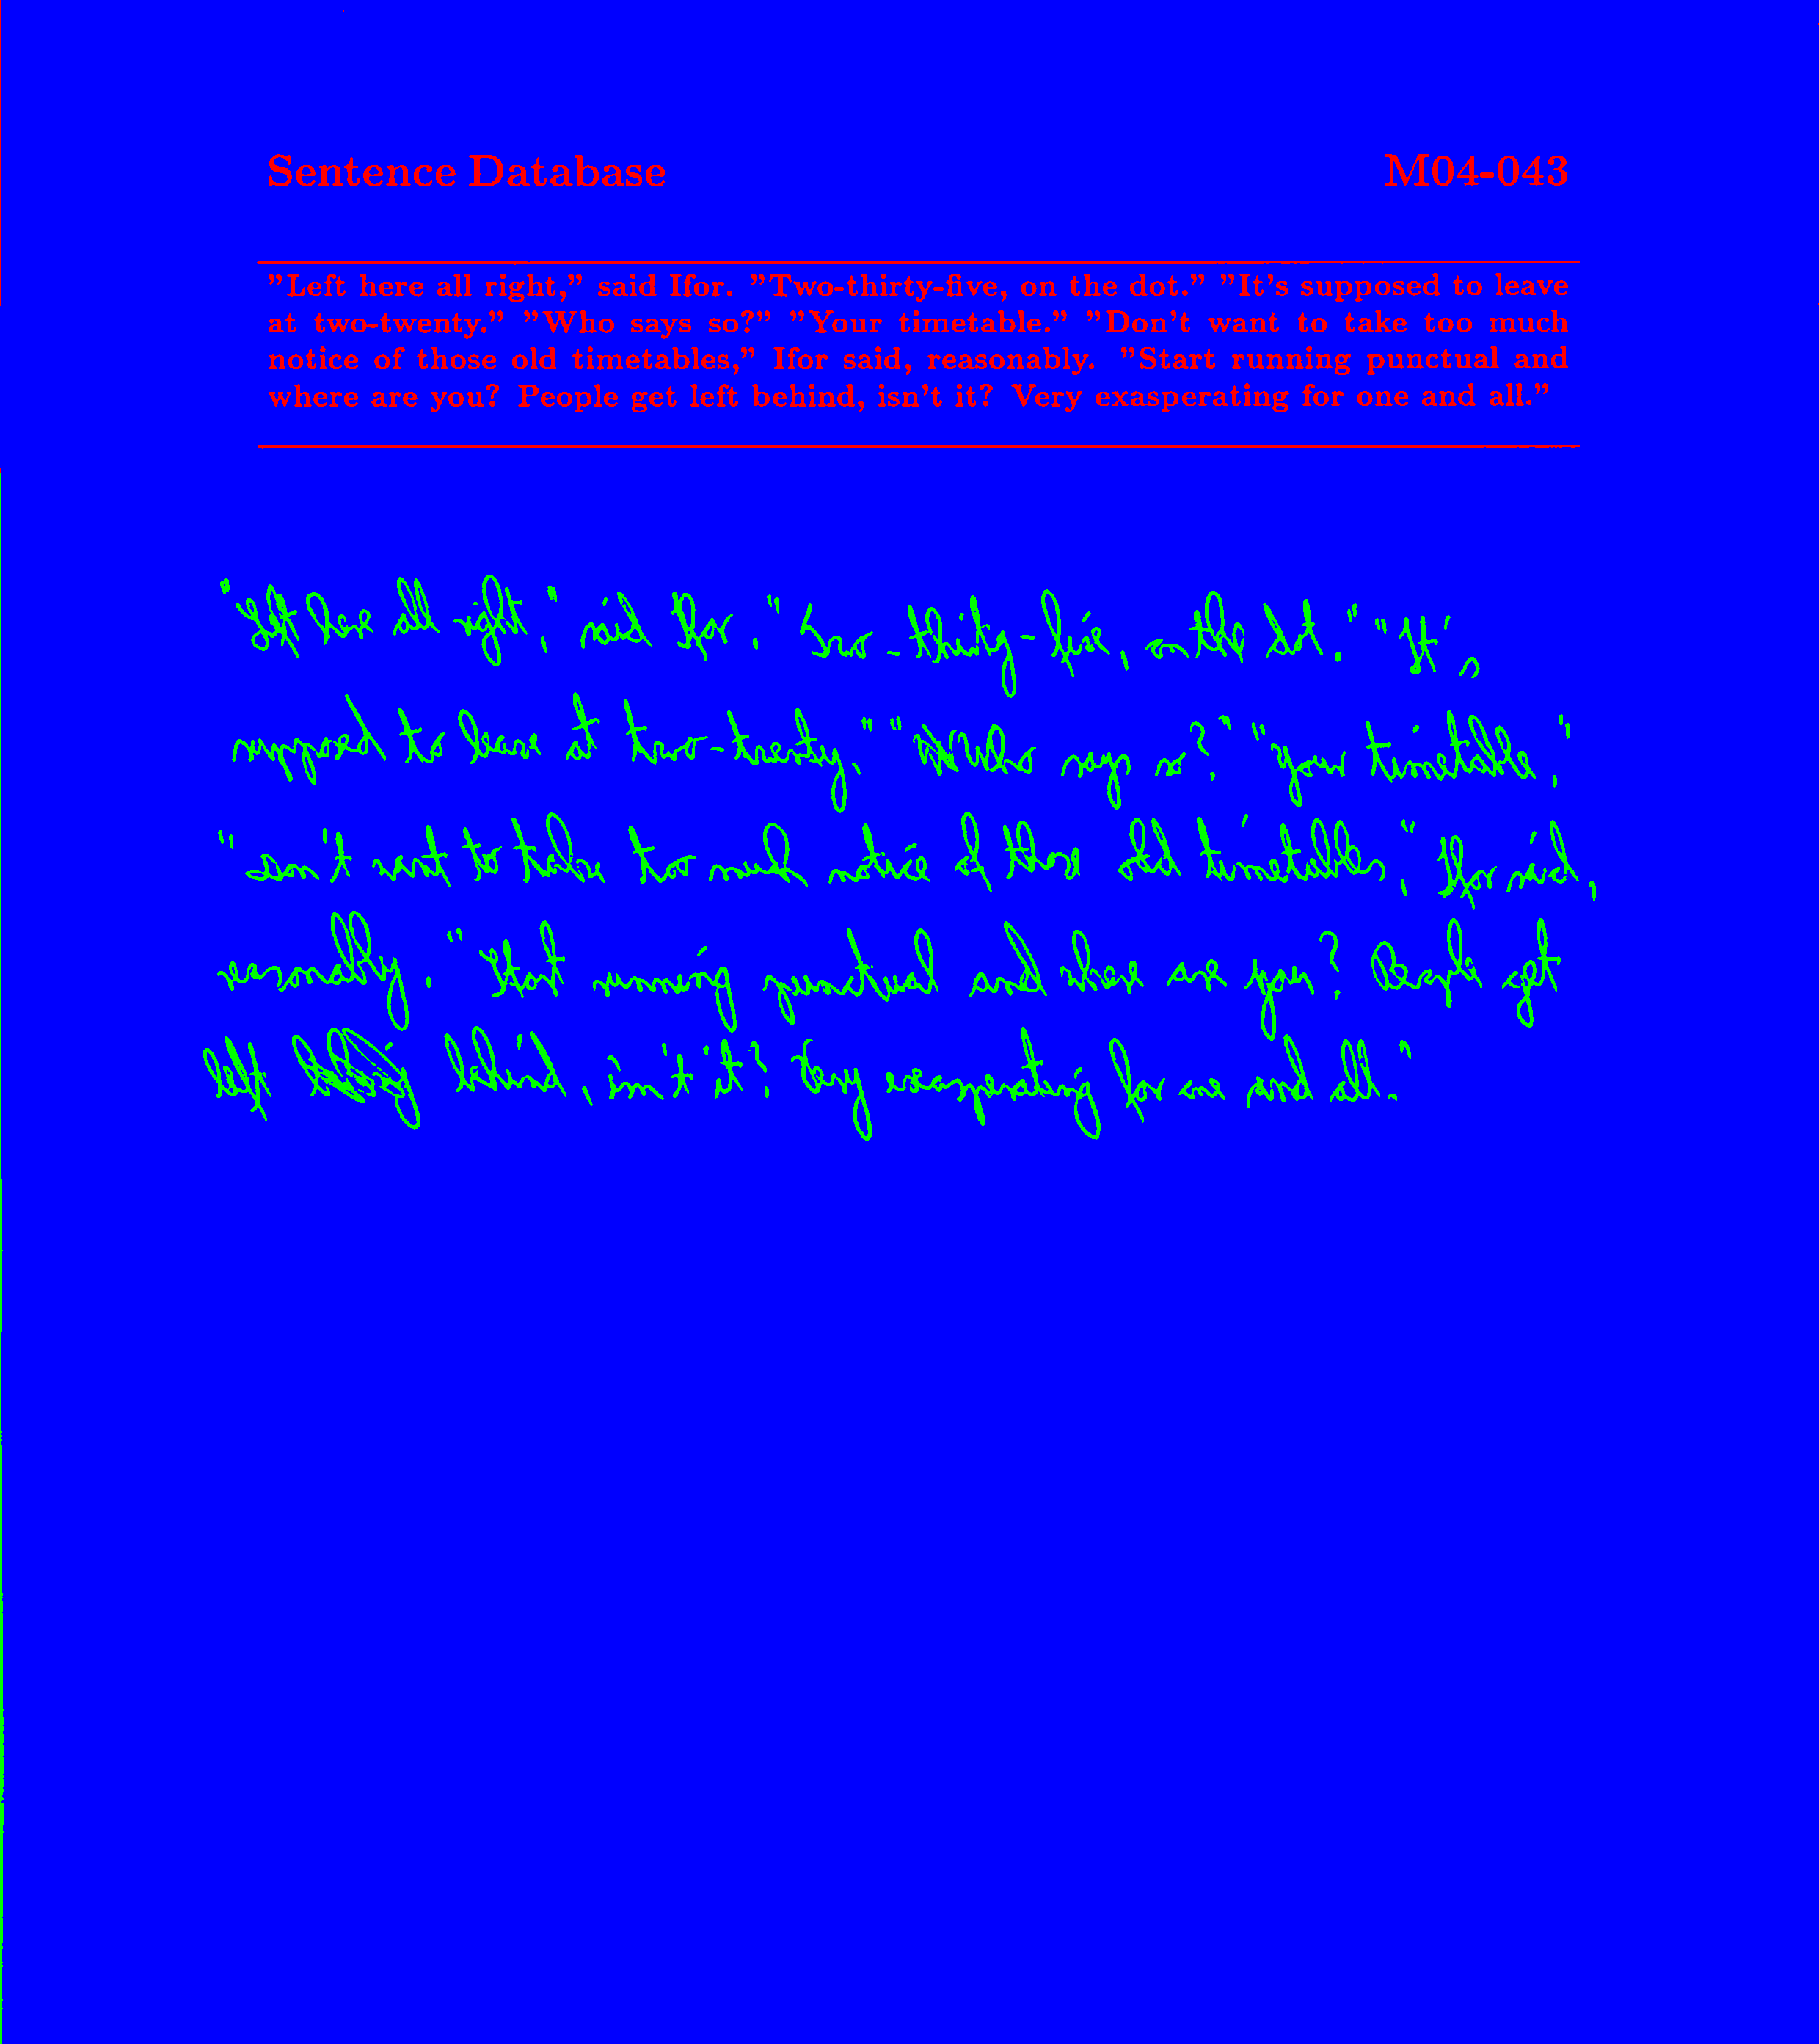 Sentence Database M04-043
"Left here all right," said Ifor. "Two-thirty-five, on the dot." "It's supposed to leave
at two-twenty." "Who says so?" "Your timetable." "Don't want to take too much
notice of those old timetables," Ifor said, reasonably. "Start running punctual and
where are you? People get left behind, isn't it? Very exasperating for one and all."
"Left here all right," said Ifor. "Two-thirty-five, on the dot." "It's
supposed to leave at two-twenty." "Who says so?" "Your timetable."
"Don't want to take too much notice of those old timetables," Ifor said,
reasonably. "Start running punctual and where are you? People get
left behind, isn't it? Very exasperating for one and all."